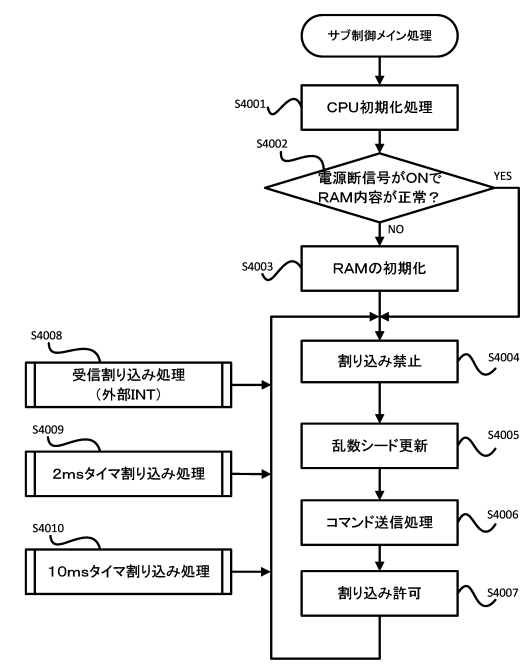 サブ制御メイン処理
S4001
CPU初期化処理
S4002
電源断信号がONで
RAM内容が正常？
YES
NO
S4003
RAMの初期化
S4008
受信割り込み処理
（外部INT）
割り込み禁止
S4004
S4009
2msタイマ割り込み処理
乱数シード更新
S4005
S4010
10msタイマ割り込み処理
コマンド送信処理
S4006
割り込み許可
S4007